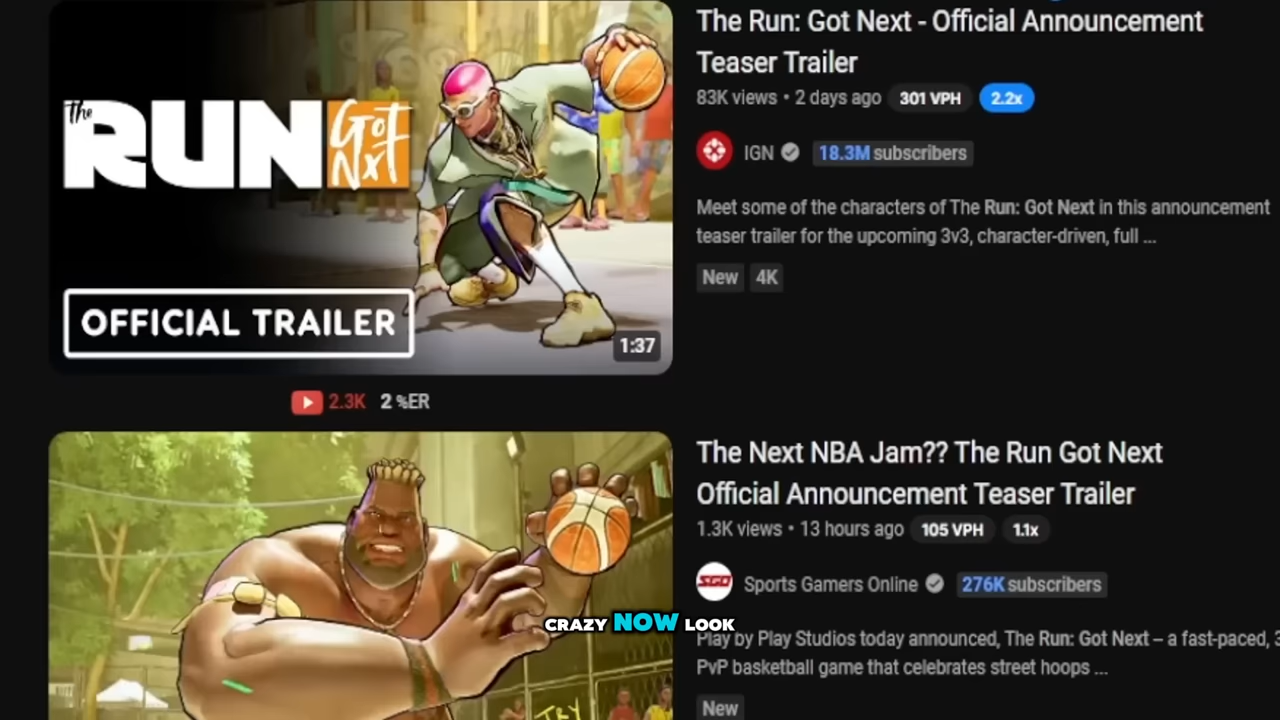 The Run: Got Next - Official Announcement
Teaser Trailer
83K views • 2 days ago 301 VPH 2.2x
IGN 18.3M subscribers
Meet some of the characters of The Run: Got Next in this announcement
teaser trailer for the upcoming 3v3, character-driven, full ...
New 4K
The RUN Got Nxt
OFFICIAL TRAILER
1:37
2.3K 2 %ER
The Next NBA Jam?? The Run Got Next
Official Announcement Teaser Trailer
1.3K views • 13 hours ago 105 VPH 1.1x
SGO Sports Gamers Online 276K subscribers
CRAZY NOW LOOK
Play by Play Studios today announced, The Run: Got Next – a fast-paced, 3
PvP basketball game that celebrates street hoops ...
New
TRY